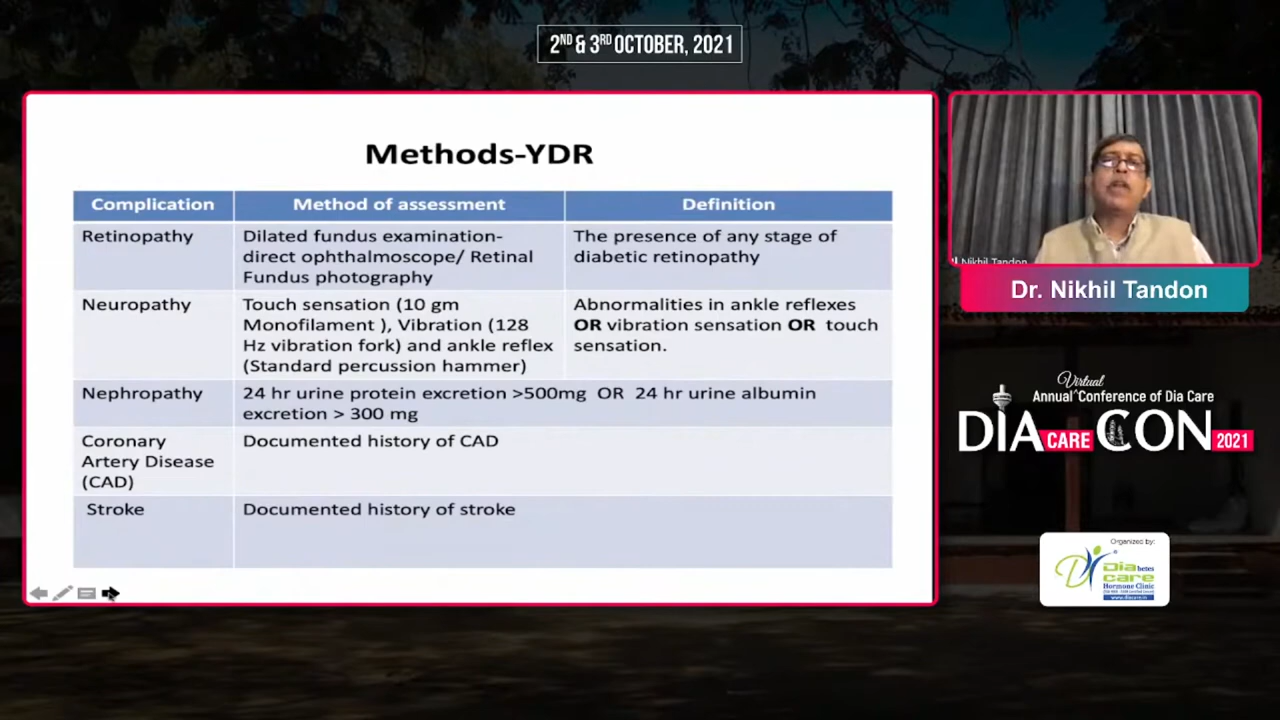 2ND & 3RD OCTOBER, 2021
Methods-YDR
Complication
Method of assessment
Definition
Retinopathy
Dilated fundus examination-
direct ophthalmoscope/ Retinal
Fundus photography
The presence of any stage of
diabetic retinopathy
Neuropathy
Touch sensation (10 gm
Monofilament ), Vibration (128
Hz vibration fork) and ankle reflex
(Standard percussion hammer)
Abnormalities in ankle reflexes
OR vibration sensation OR touch
sensation.
Nephropathy
24 hr urine protein excretion >500mg OR 24 hr urine albumin
excretion > 300 mg
Coronary
Artery Disease
(CAD)
Documented history of CAD
Stroke
Documented history of stroke
Nikhil Tandon
Dr. Nikhil Tandon
Virtual
Annual ^ Conference of Dia Care
DIA CARE CON 2021
Organized by:
Diabetes
care
Hormone Clinic
www.diacare.in